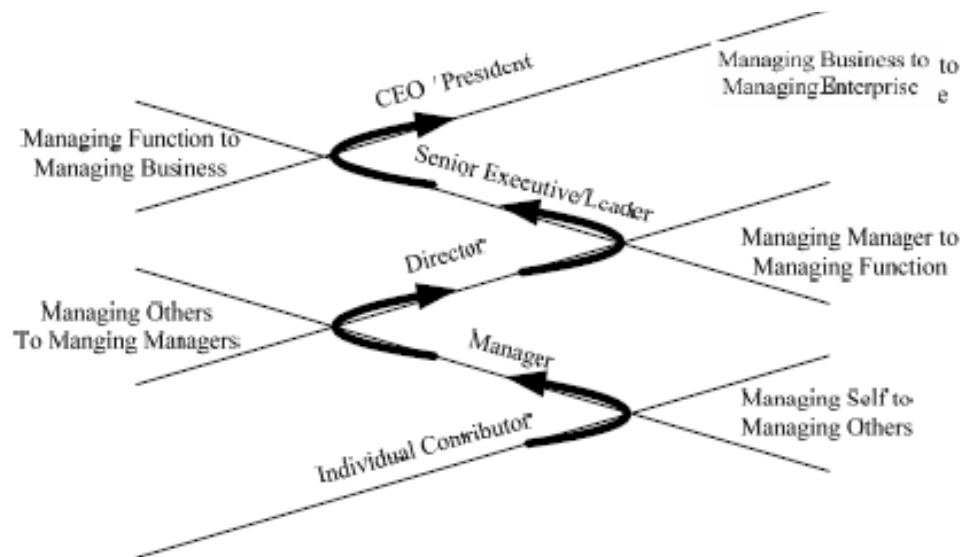 CEO / President
Managing Business to to
Managing Enterprise e
Managing Function to
Managing Business
Senior Executive/Leader
Managing Manager to
Managing Function
Director
Managing Others
To Manging Managers
Manager
Managing Self to
Managing Others
Individual Contributor